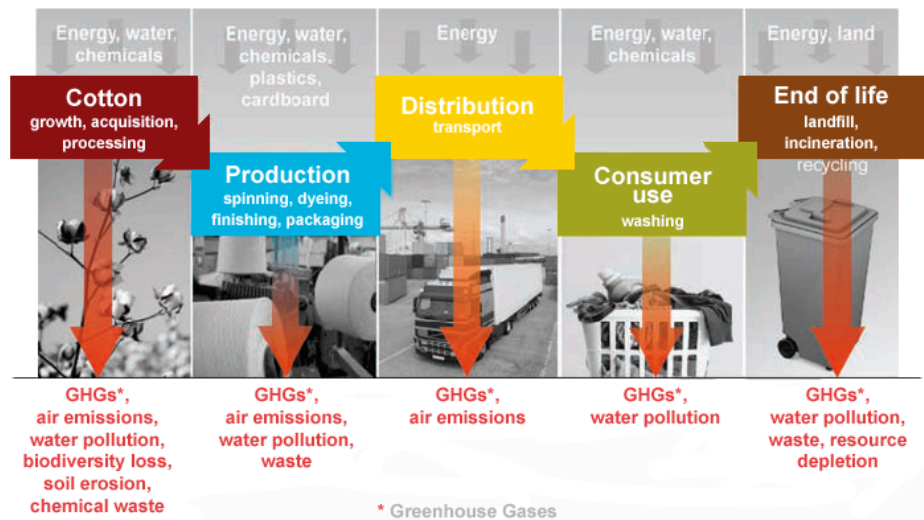 Energy, water,
chemicals
Cotton
growth, acquisition,
processing
GHGs*,
air emissions,
water pollution,
biodiversity loss,
soil erosion,
chemical waste
Energy, water,
chemicals,
plastics,
cardboard
Production
spinning, dyeing,
finishing, packaging
GHGs*,
air emissions,
water pollution,
waste
Energy
Distribution
transport
GHGs*,
air emissions
Energy, water,
chemicals
Consumer
use
washing
GHGs*,
water pollution
Energy, land
End of life
landfill,
incineration,
recycling
GHGs*,
water pollution,
waste, resource
depletion
* Greenhouse Gases